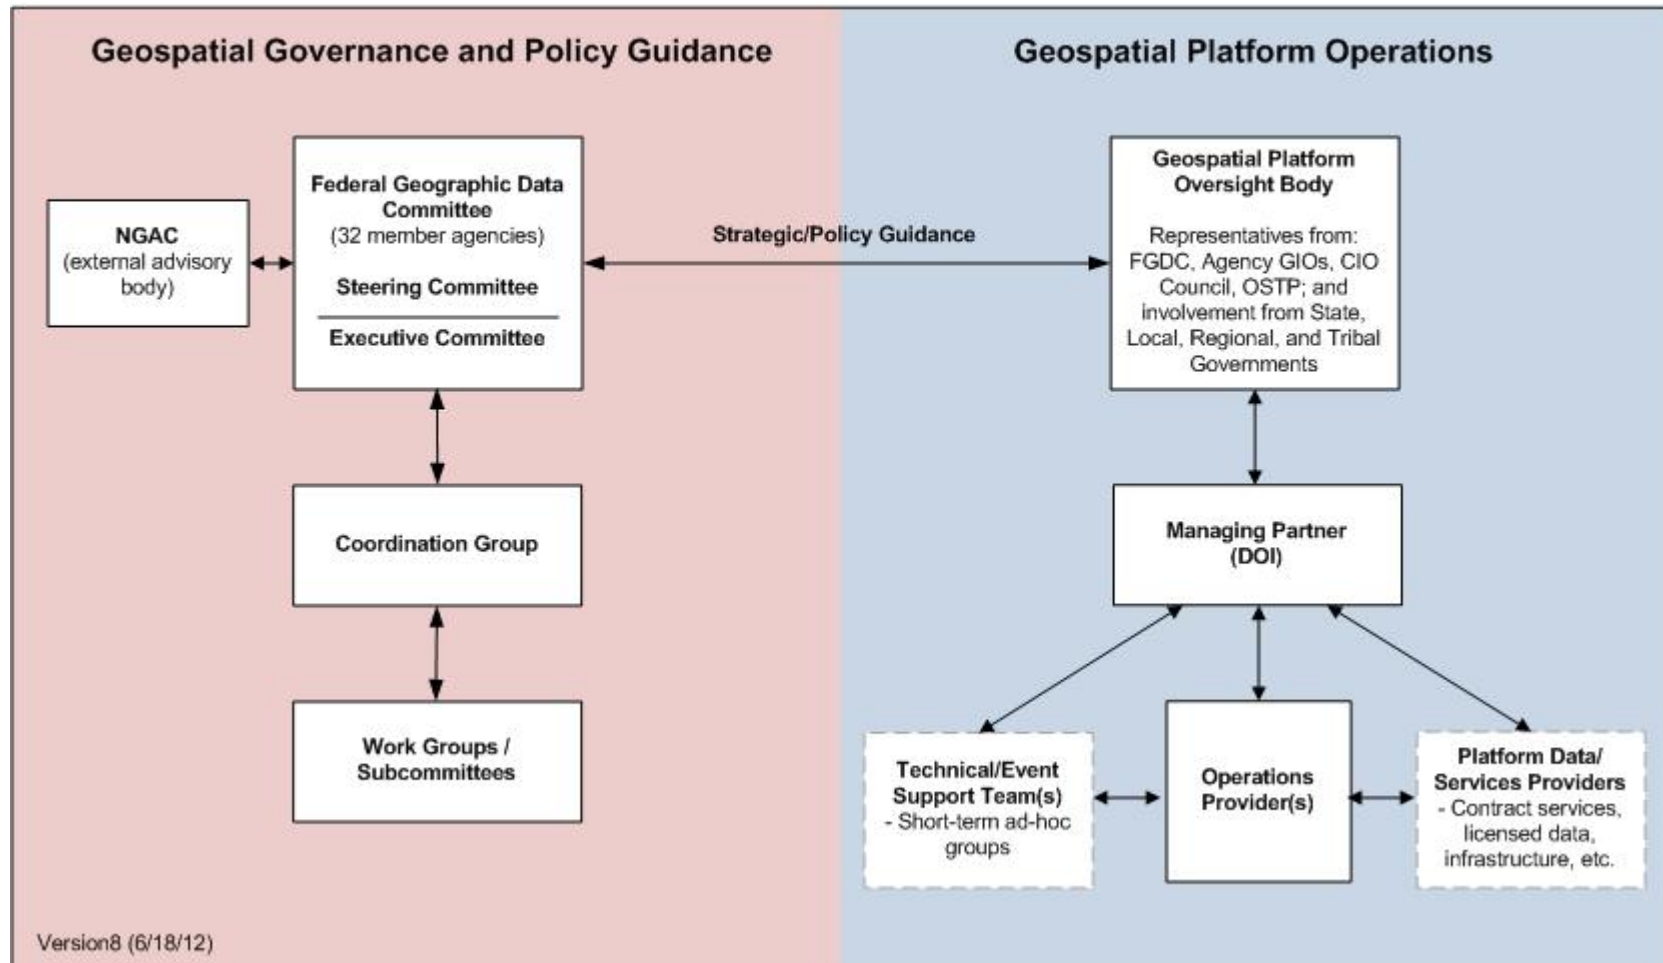 Geospatial Governance and Policy Guidance
Geospatial Platform Operations
NGAC
(external advisory
body)
Federal Geographic Data
Committee
(32 member agencies)
Steering Committee
Executive Committee
Strategic/Policy Guidance
Geospatial Platform
Oversight Body
Representatives from:
FGDC, Agency GIOs, CIO
Council, OSTP; and
involvement from State,
Local, Regional, and Tribal
Governments
Coordination Group
Managing Partner
(DOI)
Work Groups /
Subcommittees
Technical/Event
Support Team(s)
- Short-term ad-hoc
groups
Operations
Provider(s)
Platform Data/
Services Providers
- Contract services,
licensed data,
infrastructure, etc.
Version8 (6/18/12)